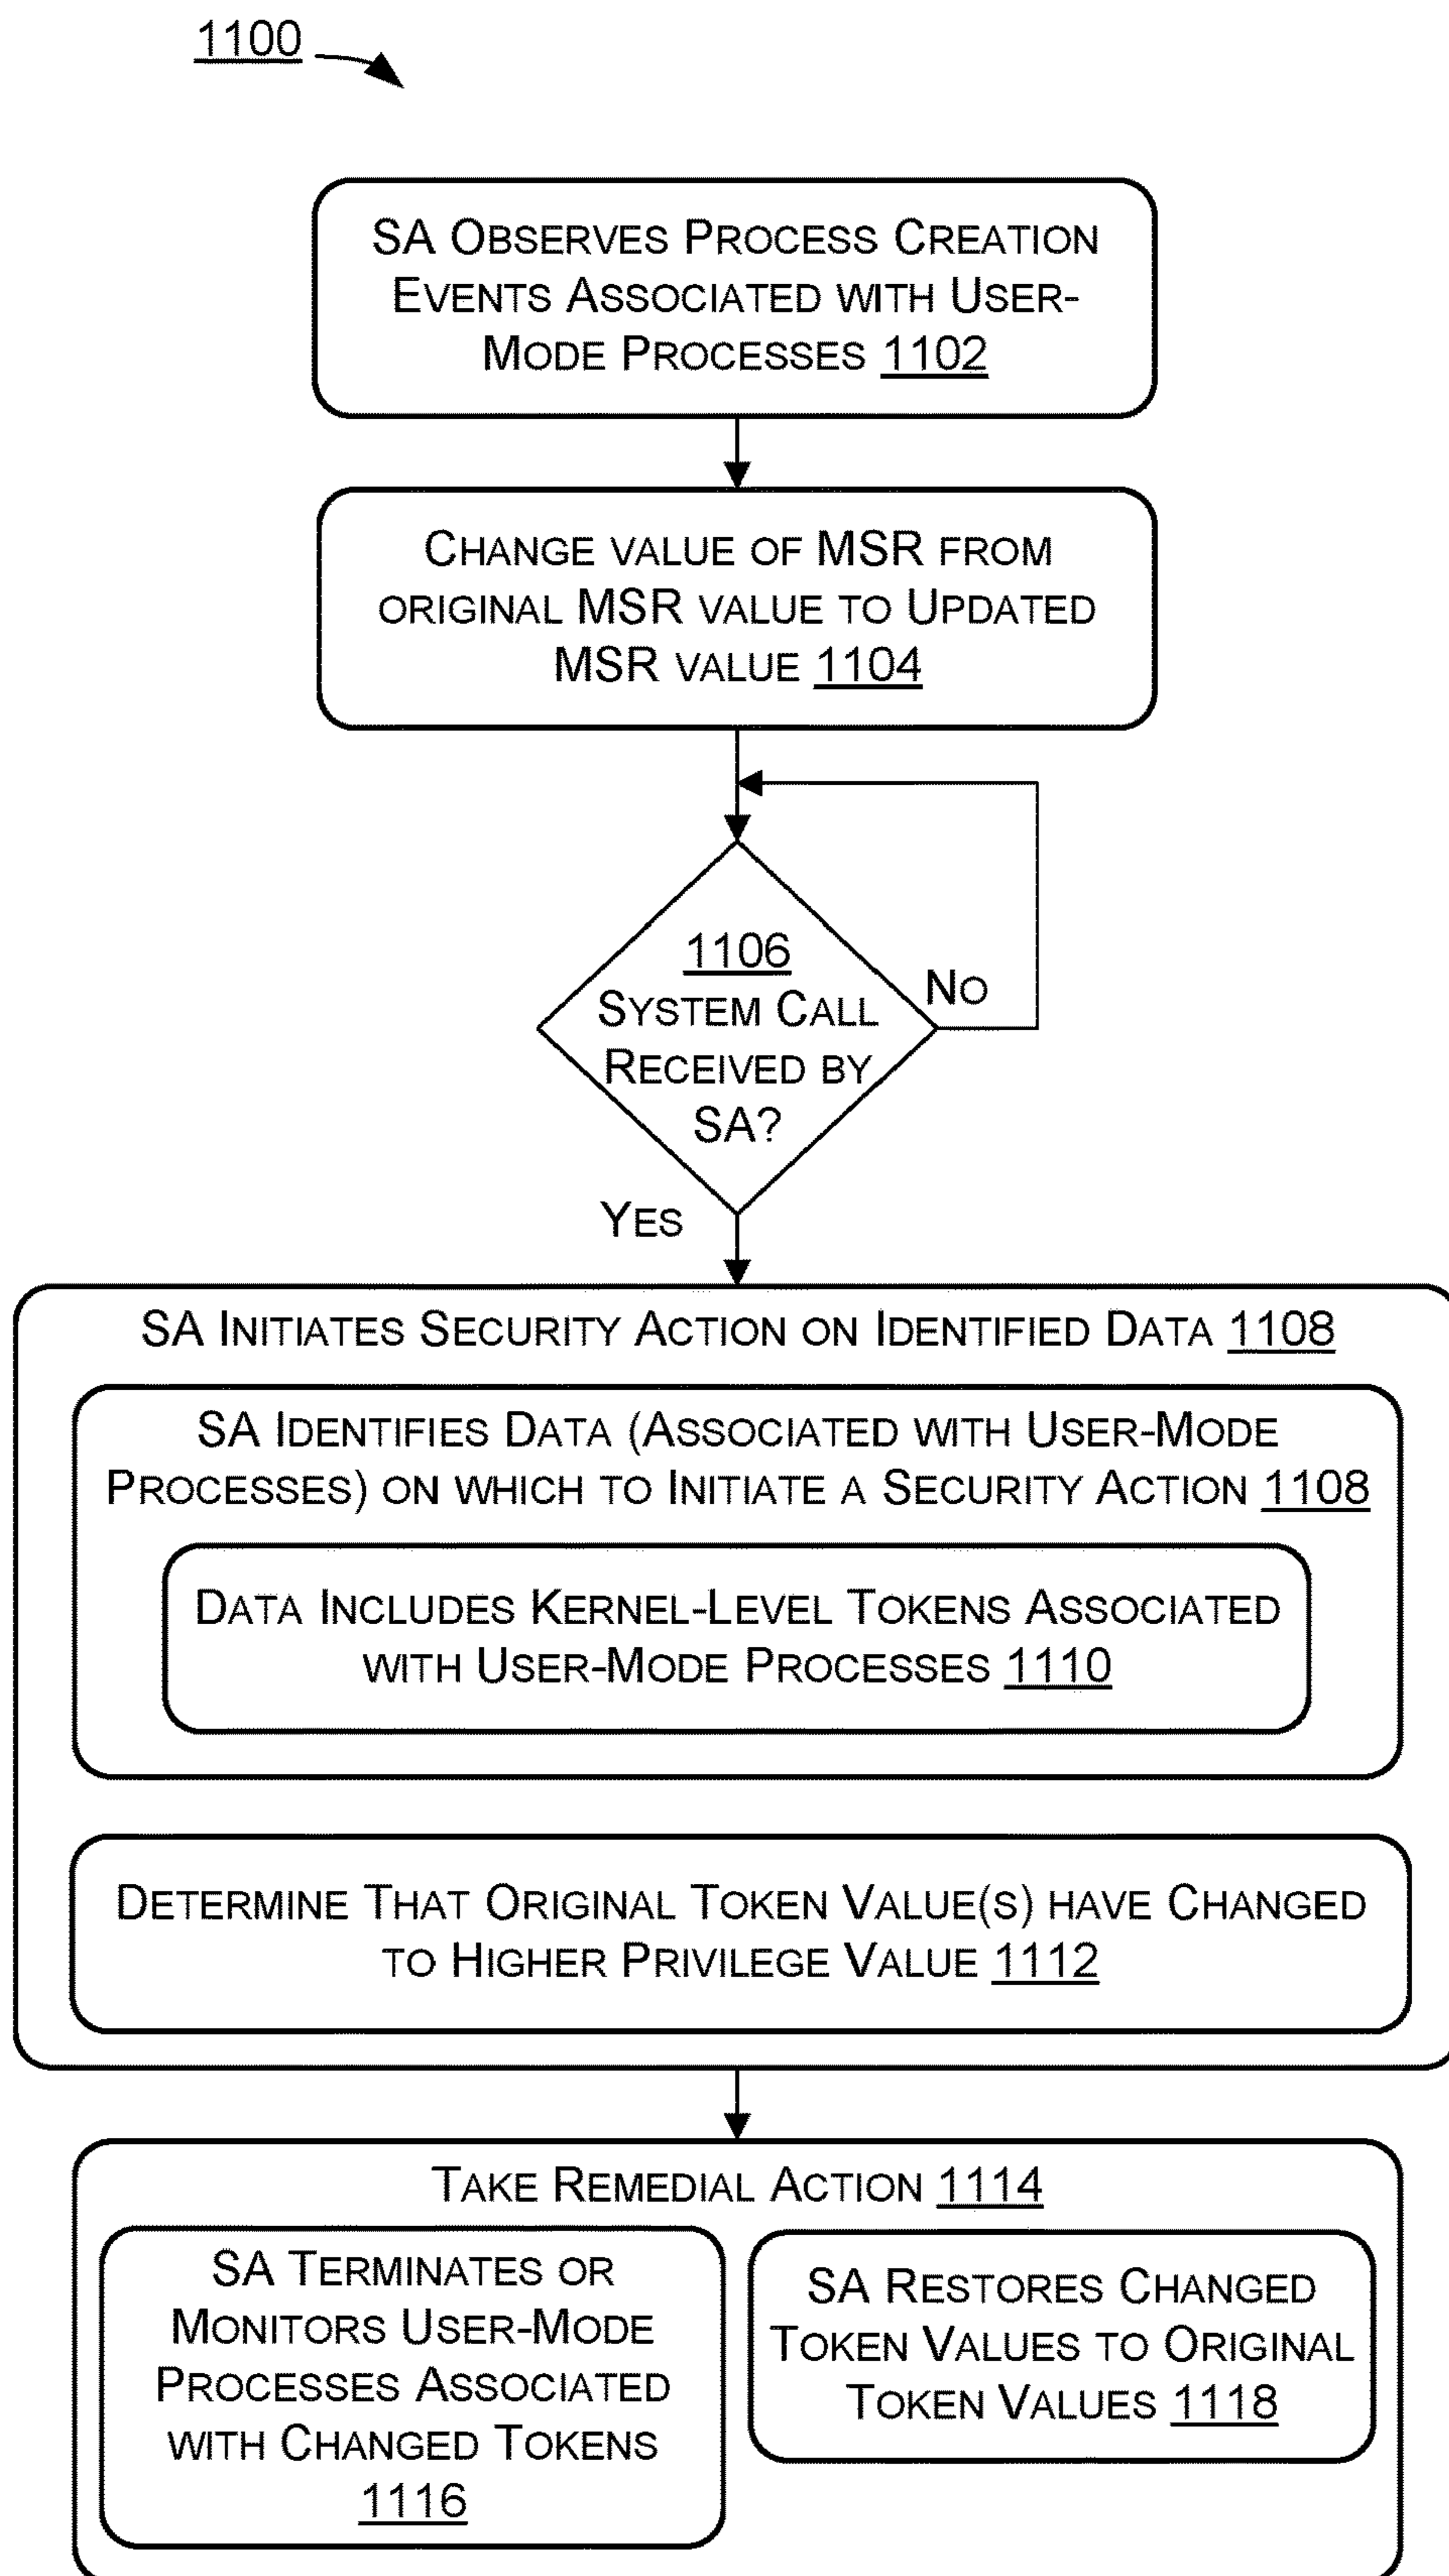 1100
SA OBSERVES PROCESS CREATION
EVENTS ASSOCIATED WITH USER-
MODE PROCESSES 1102
CHANGE VALUE OF MSR FROM
ORIGINAL MSR VALUE TO UPDATED
MSR VALUE 1104
1106
SYSTEM CALL
RECEIVED BY
SA?
NO
YES
SA INITIATES SECURITY ACTION ON IDENTIFIED DATA 1108
SA IDENTIFIES DATA (ASSOCIATED WITH USER-MODE
PROCESSES) ON WHICH TO INITIATE A SECURITY ACTION 1108
DATA INCLUDES KERNEL-LEVEL TOKENS ASSOCIATED
WITH USER-MODE PROCESSES 1110
DETERMINE THAT ORIGINAL TOKEN VALUE(S) HAVE CHANGED
TO HIGHER PRIVILEGE VALUE 1112
TAKE REMEDIAL ACTION 1114
SA TERMINATES OR
MONITORS USER-MODE
PROCESSES ASSOCIATED
WITH CHANGED TOKENS
1116
SA RESTORES CHANGED
TOKEN VALUES TO ORIGINAL
TOKEN VALUES 1118